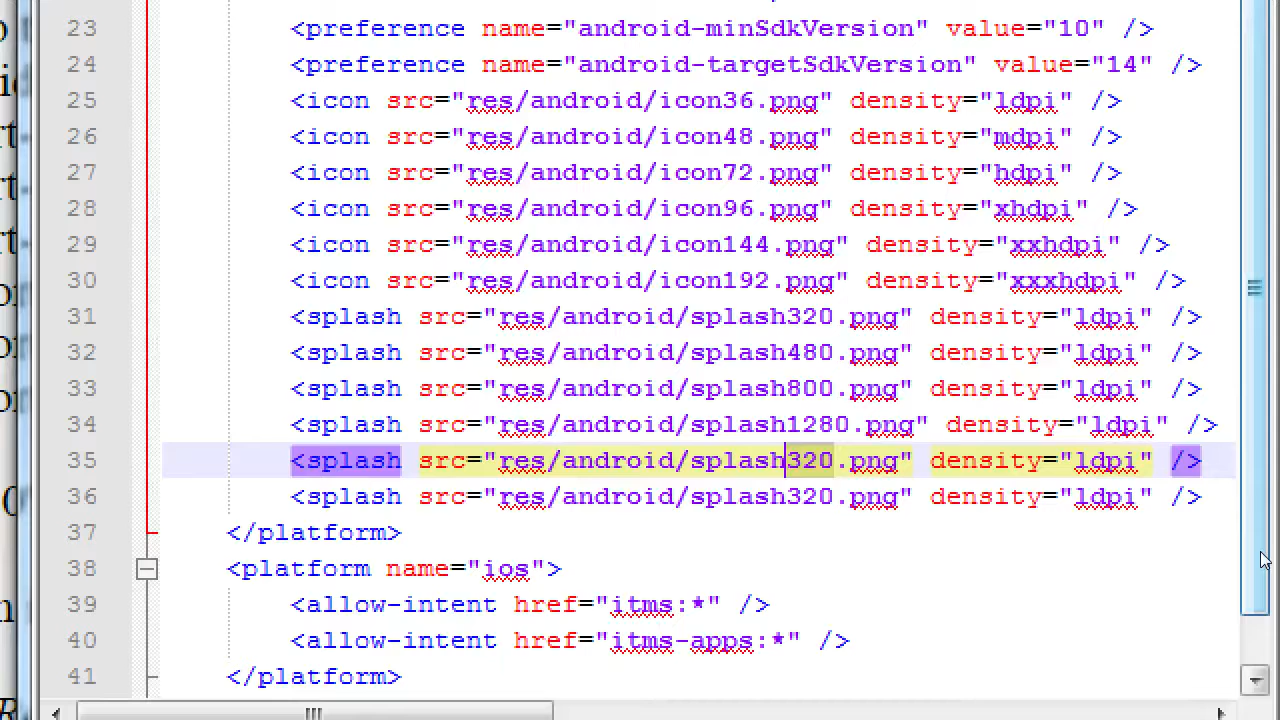 23 <preference name="android-minSdkVersion" value="10" />
24 <preference name="android-targetSdkVersion" value="14" />
25 <icon src="res/android/icon36.png" density="ldpi" />
26 <icon src="res/android/icon48.png" density="mdpi" />
27 <icon src="res/android/icon72.png" density="hdpi" />
28 <icon src="res/android/icon96.png" density="xhdpi" />
29 <icon src="res/android/icon144.png" density="xxhdpi" />
30 <icon src="res/android/icon192.png" density="xxxhdpi" />
31 <splash src="res/android/splash320.png" density="ldpi" />
32 <splash src="res/android/splash480.png" density="ldpi" />
33 <splash src="res/android/splash800.png" density="ldpi" />
34 <splash src="res/android/splash1280.png" density="ldpi" />
35 <splash src="res/android/splash320.png" density="ldpi" />
36 <splash src="res/android/splash320.png" density="ldpi" />
37 </platform>
38 <platform name="ios">
39 <allow-intent href="itms:*" />
40 <allow-intent href="itms-apps:*" />
41 </platform>